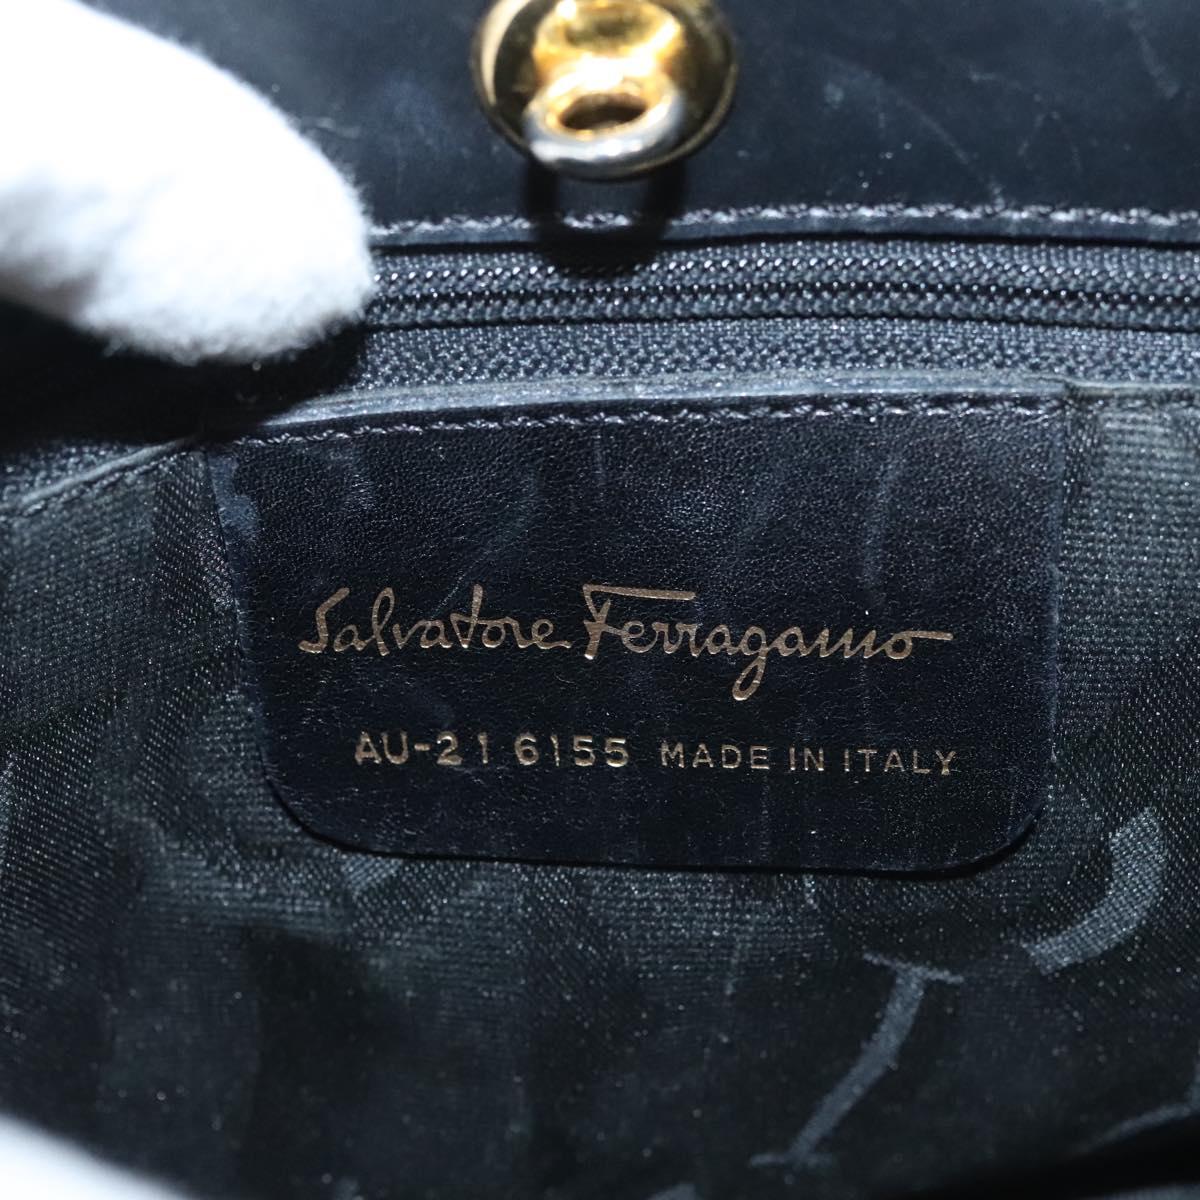 Salvatore Ferragamo
AU-21 6155 MADE IN ITALY